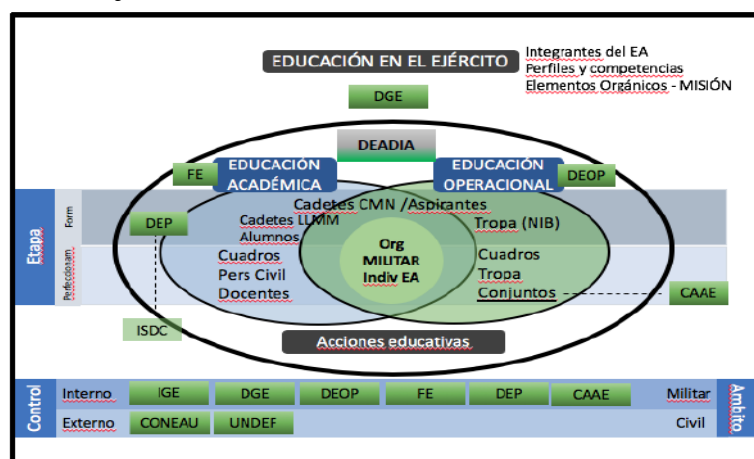 EDUCACIÓN EN EL EJÉRCITO
Integrantes del EA
Perfiles y competencias
Elementos Orgánicos - MISIÓN
DGE
DEADIA
FE
EDUCACIÓN
ACADÉMICA
EDUCACIÓN
OPERACIONAL
DEOP
Etapa
Form
Perfeccionam
DEP
Cadetes CMN /Aspirantes
Cadetes LLMM
Alumnos
Tropa (NIB)
Org
MILITAR
Indiv EA
Cuadros
Pers Civil
Docentes
Cuadros
Tropa
Conjuntos
CAAE
ISDC
Acciones educativas
Control
Interno
IGE
DGE
DEOP
FE
DEP
CAAE
Militar
Externo
CONEAU
UNDEF
Civil
Ambito